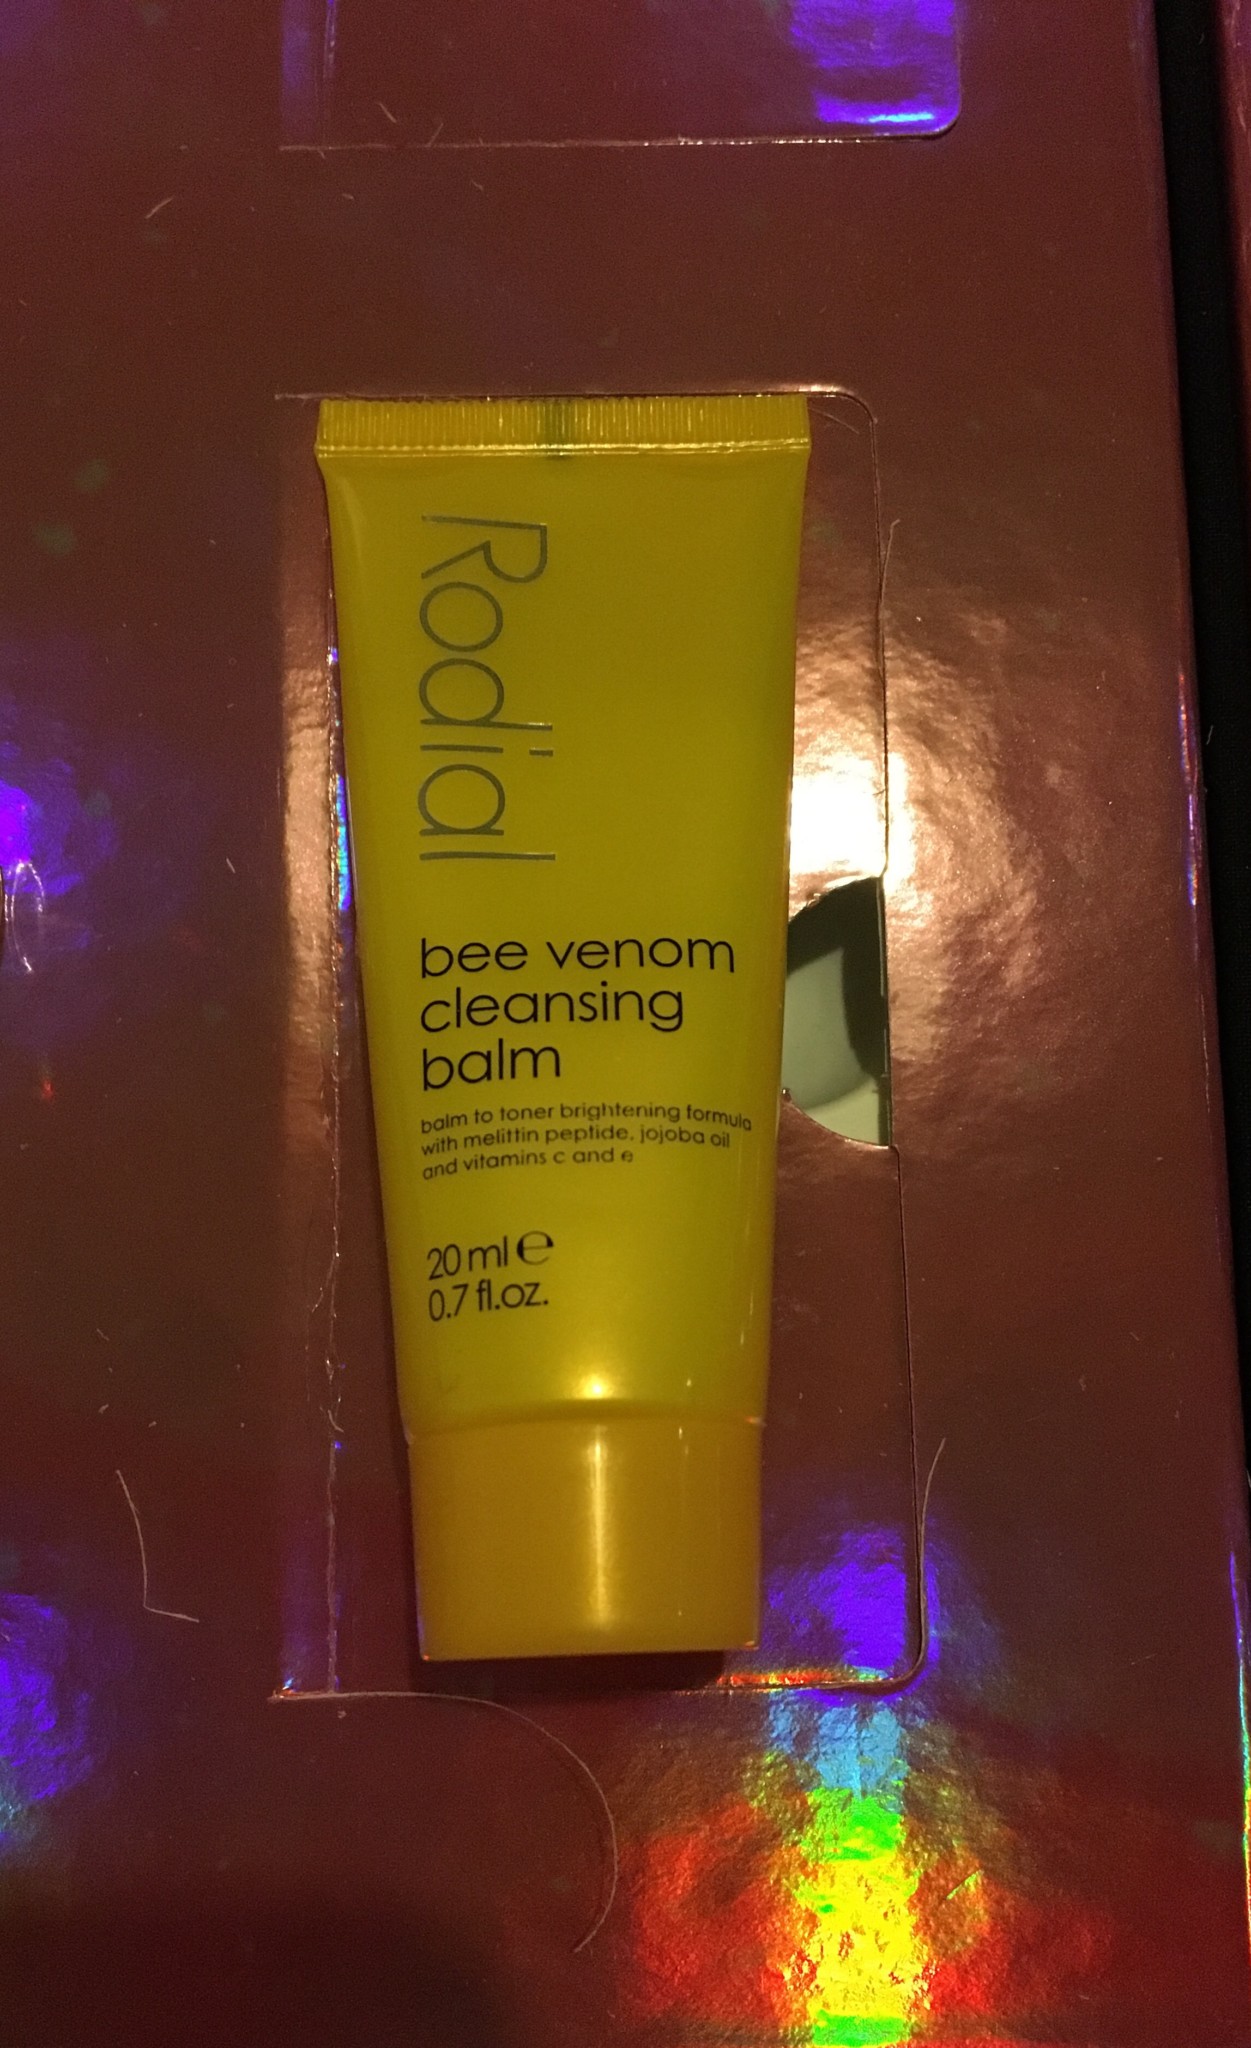 Rodial
bee venom
cleansing
balm
balm to toner brightening formula
with melittin peptide, jojoba oil
and vitamins c and e
20 ml ℮
0.7 fl.oz.